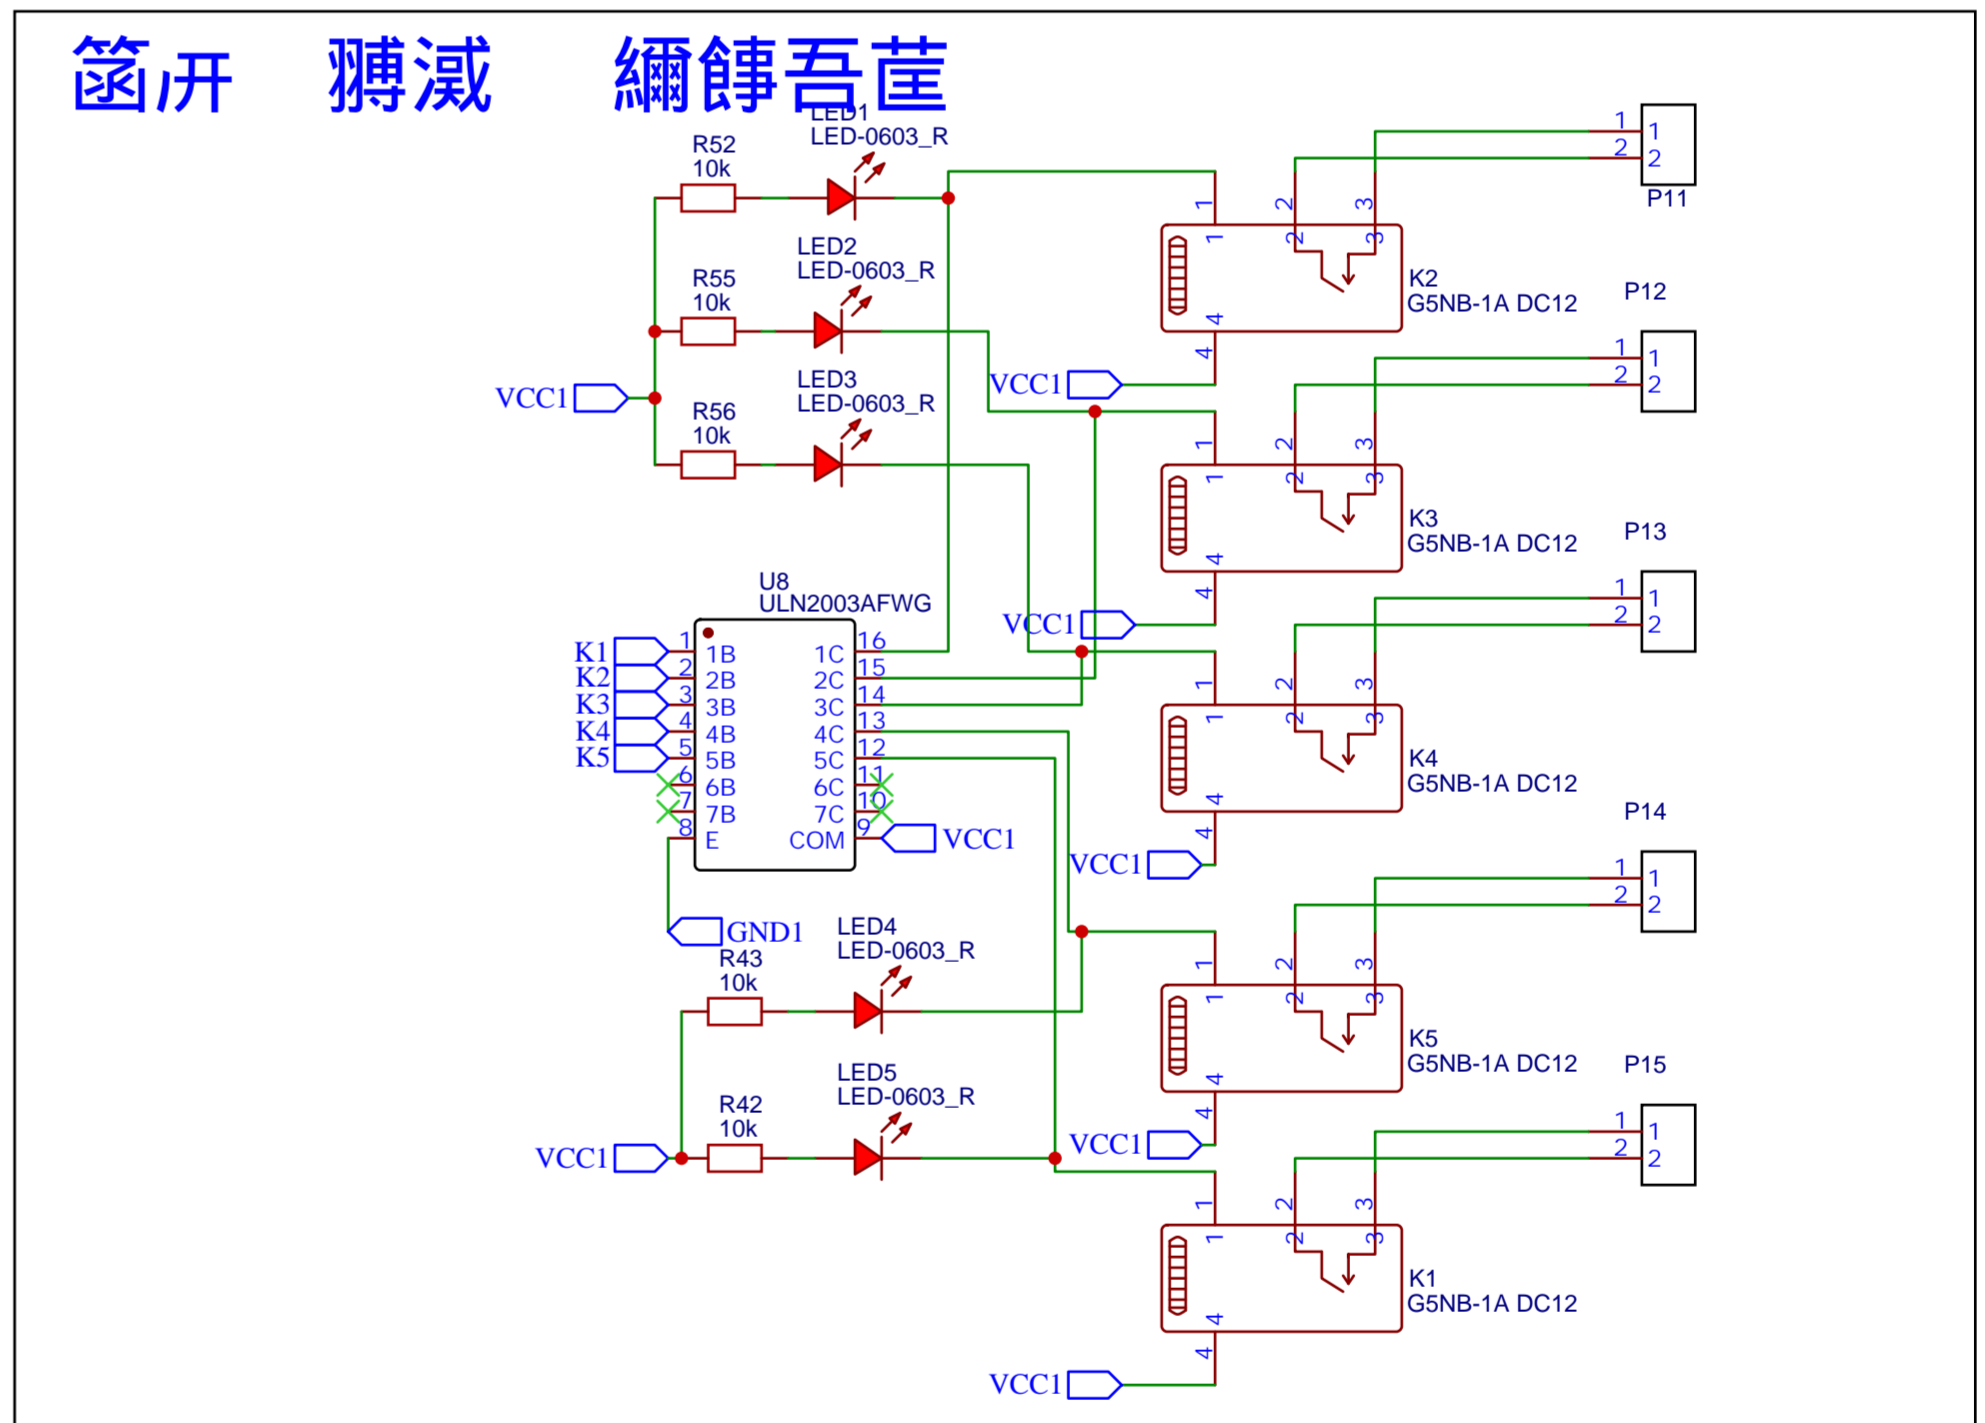 LED1
LED-0603_R
R52
10k
1 1
2 2
P11
1 2 3
1 2 3
4
4
K2
G5NB-1A DC12
LED2
LED-0603_R
R55
10k
VCC1
P12
1 1
2 2
LED3
LED-0603_R
R56
10k
VCC1
1 2 3
1 2 3
4
4
K3
G5NB-1A DC12
VCC1
P13
1 1
2 2
U8
ULN2003AFWG
K1 1 1B 1C 16
K2 2 2B 2C 15
K3 3 3B 3C 14
K4 4 4B 4C 13
K5 5 5B 5C 12
6 6B 6C 11
7 7B 7C 10
8 E COM 9 VCC1
GND1
1 2 3
1 2 3
4
4
K4
G5NB-1A DC12
VCC1
P14
1 1
2 2
LED4
LED-0603_R
R43
10k
1 2 3
1 2 3
4
4
K5
G5NB-1A DC12
VCC1
P15
1 1
2 2
LED5
LED-0603_R
R42
10k
VCC1
1 2 3
1 2 3
4
4
K1
G5NB-1A DC12
VCC1